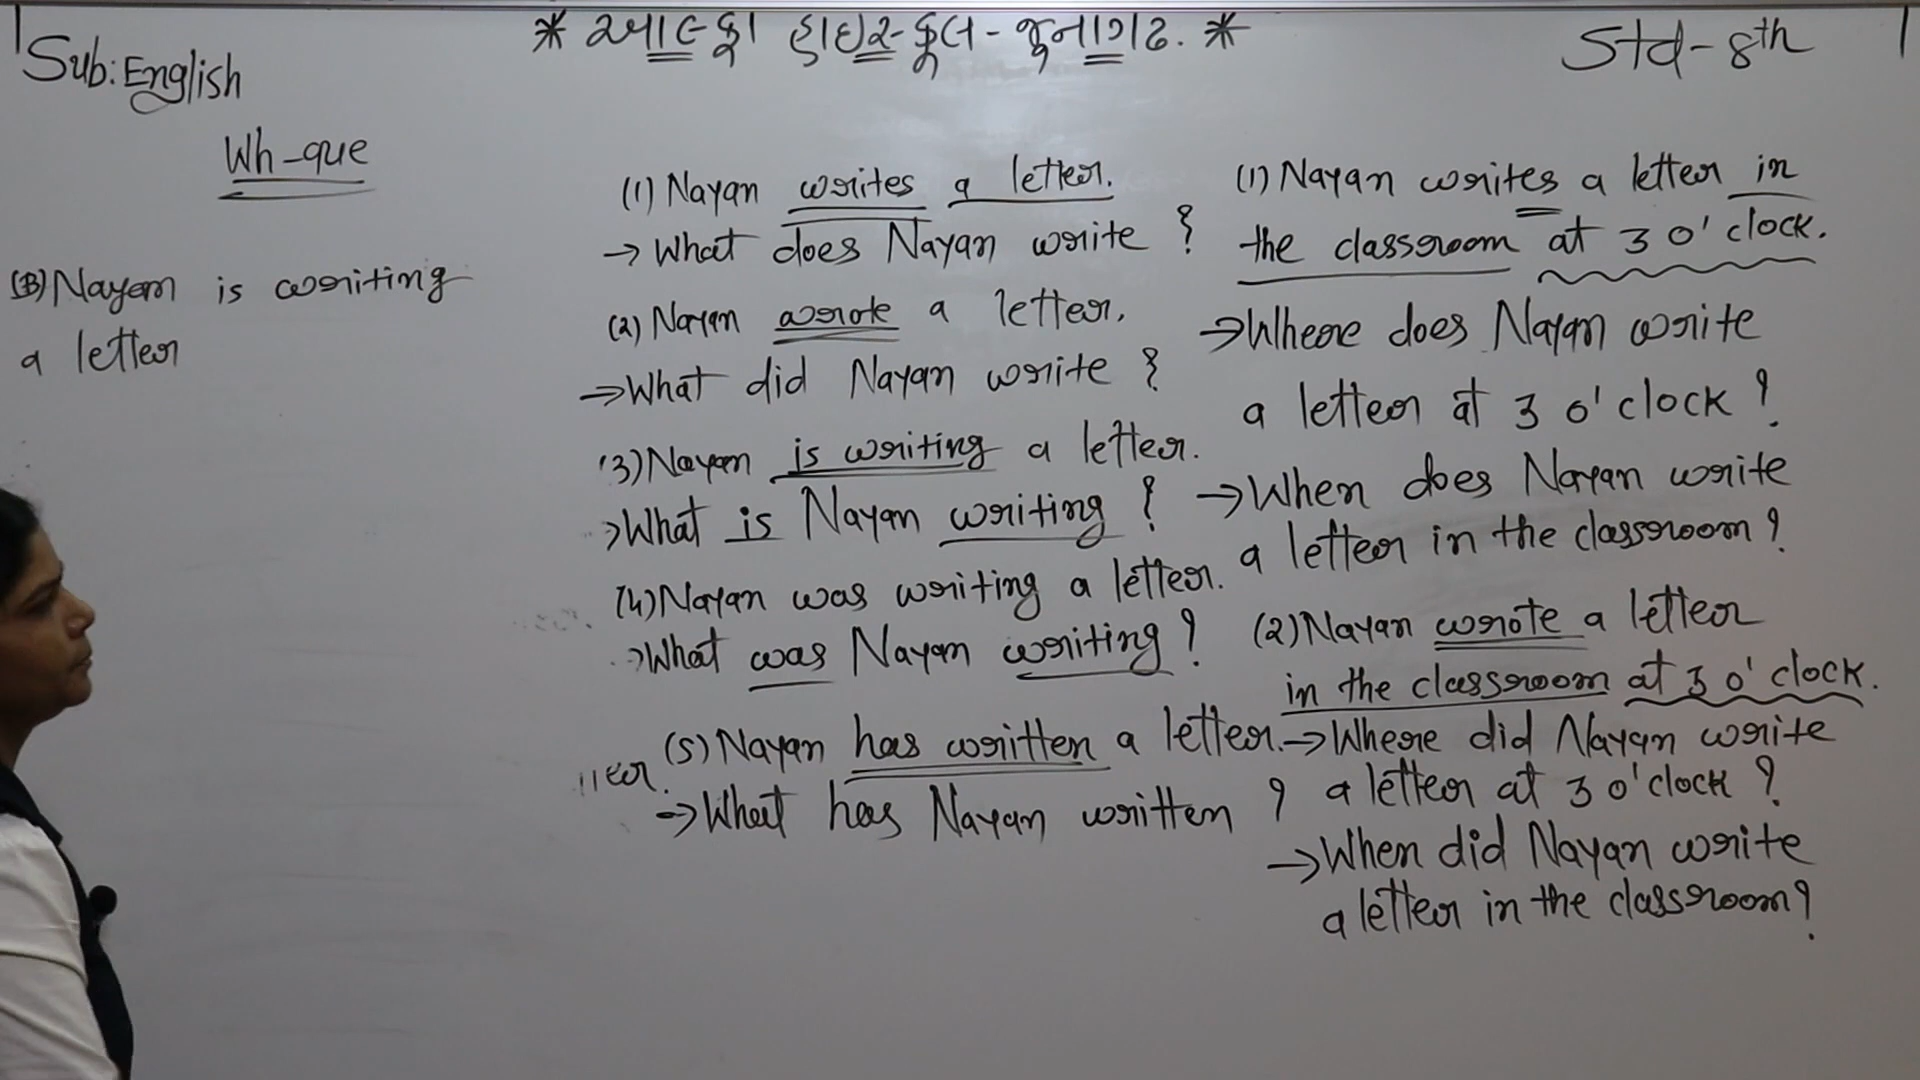 * આલ્ફા હાઇસ્કુલ - જુનાગઢ. *
Sub: English
Std - 8th
Wh-que
(3) Nayan is writing
a letter
(1) Nayan writes a letter.
→ What does Nayan write ?
(2) Nayan wrote a letter.
→ What did Nayan write ?
(3) Nayan is writing a letter.
→ What is Nayan writing ?
(4) Nayan was writing a letter.
→ What was Nayan writing ?
(5) Nayan has written a letter.
→ What has Nayan written ?
(1) Nayan writes a letter in
the classroom at 3 o'clock.
→ Where does Nayan write
a letter at 3 o'clock ?
→ When does Nayan write
a letter in the classroom ?
(2) Nayan wrote a letter
in the classroom at 3 o'clock.
→ Where did Nayan write
a letter at 3 o'clock ?
→ When did Nayan write
a letter in the classroom ?